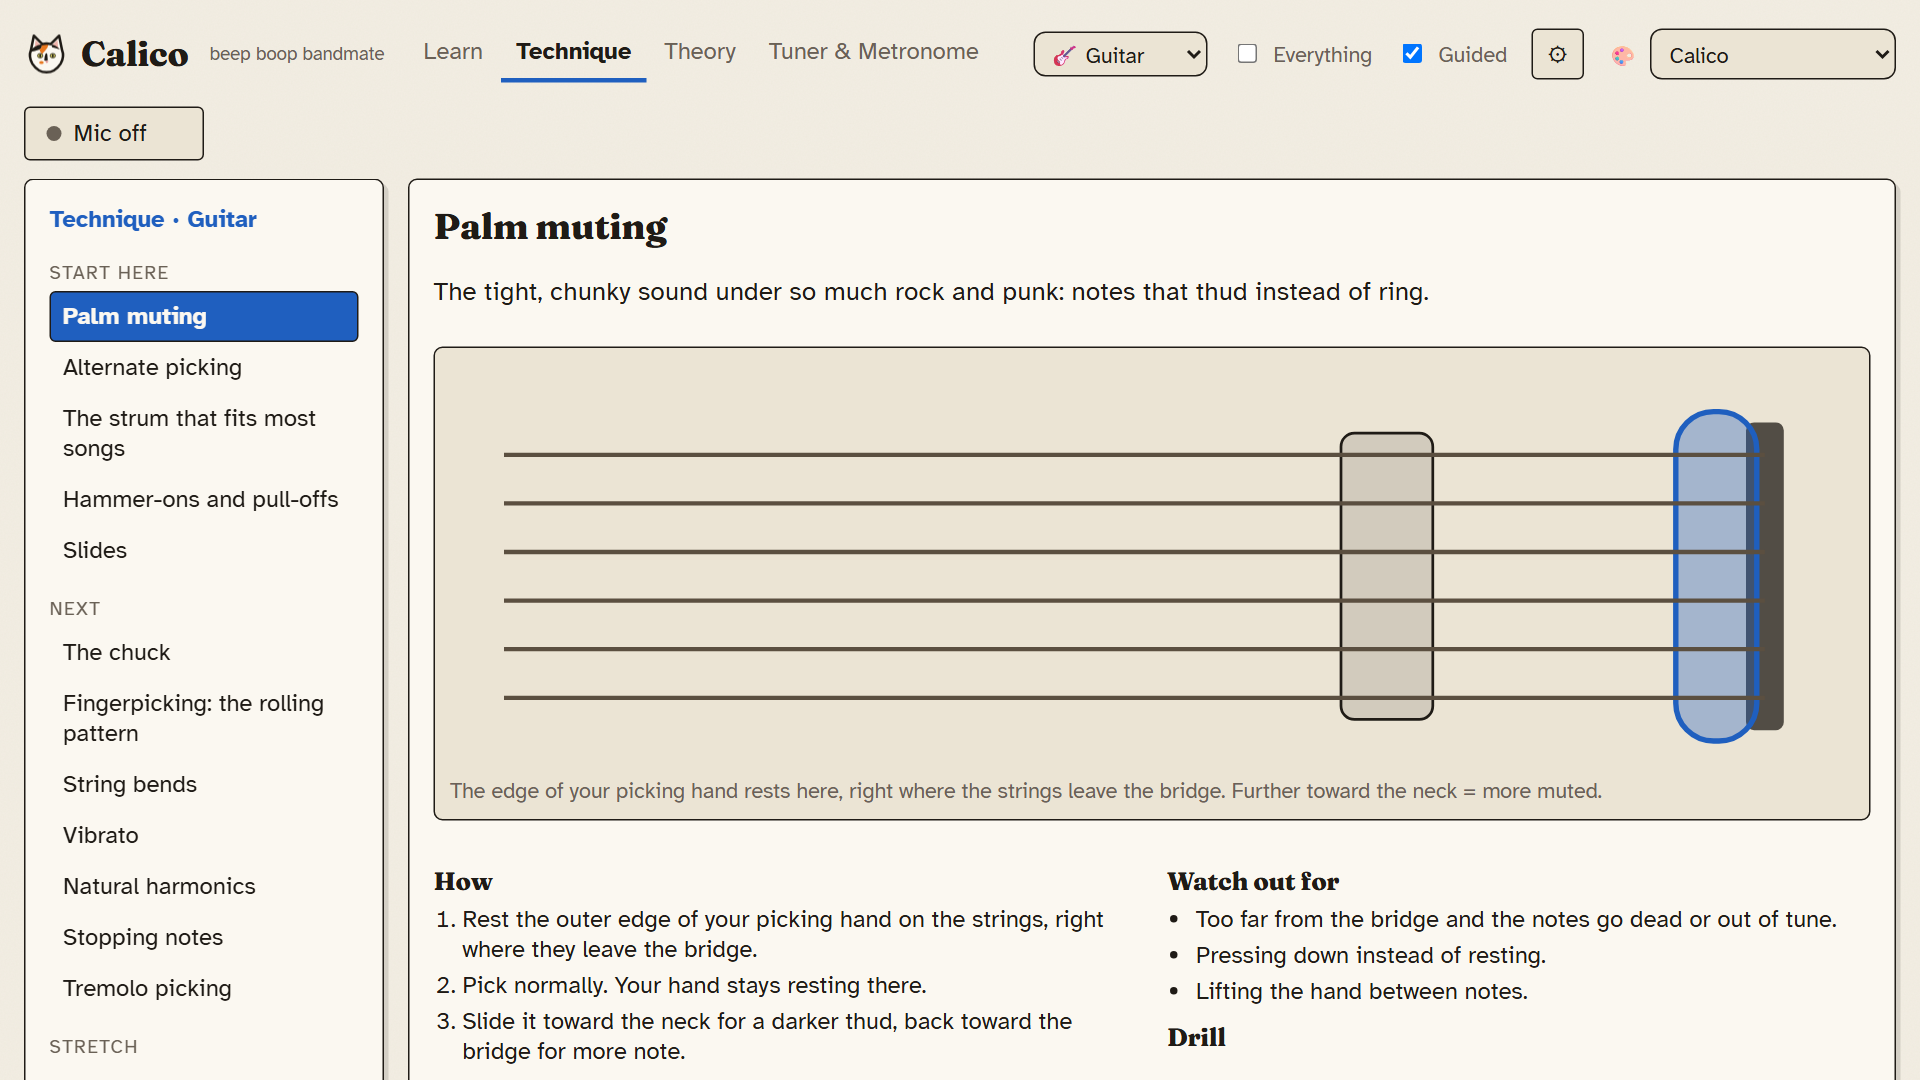 Calico
beep boop bandmate
Learn
Technique
Theory
Tuner & Metronome
Guitar
Everything
Guided
Calico
Mic off
Technique · Guitar
START HERE
Palm muting
Alternate picking
The strum that fits most
songs
Hammer-ons and pull-offs
Slides
NEXT
The chuck
Fingerpicking: the rolling
pattern
String bends
Vibrato
Natural harmonics
Stopping notes
Tremolo picking
STRETCH
Palm muting
The tight, chunky sound under so much rock and punk: notes that thud instead of ring.
The edge of your picking hand rests here, right where the strings leave the bridge. Further toward the neck = more muted.
How
1. Rest the outer edge of your picking hand on the strings, right
where they leave the bridge.
2. Pick normally. Your hand stays resting there.
3. Slide it toward the neck for a darker thud, back toward the
bridge for more note.
Watch out for
• Too far from the bridge and the notes go dead or out of tune.
• Pressing down instead of resting.
• Lifting the hand between notes.
Drill